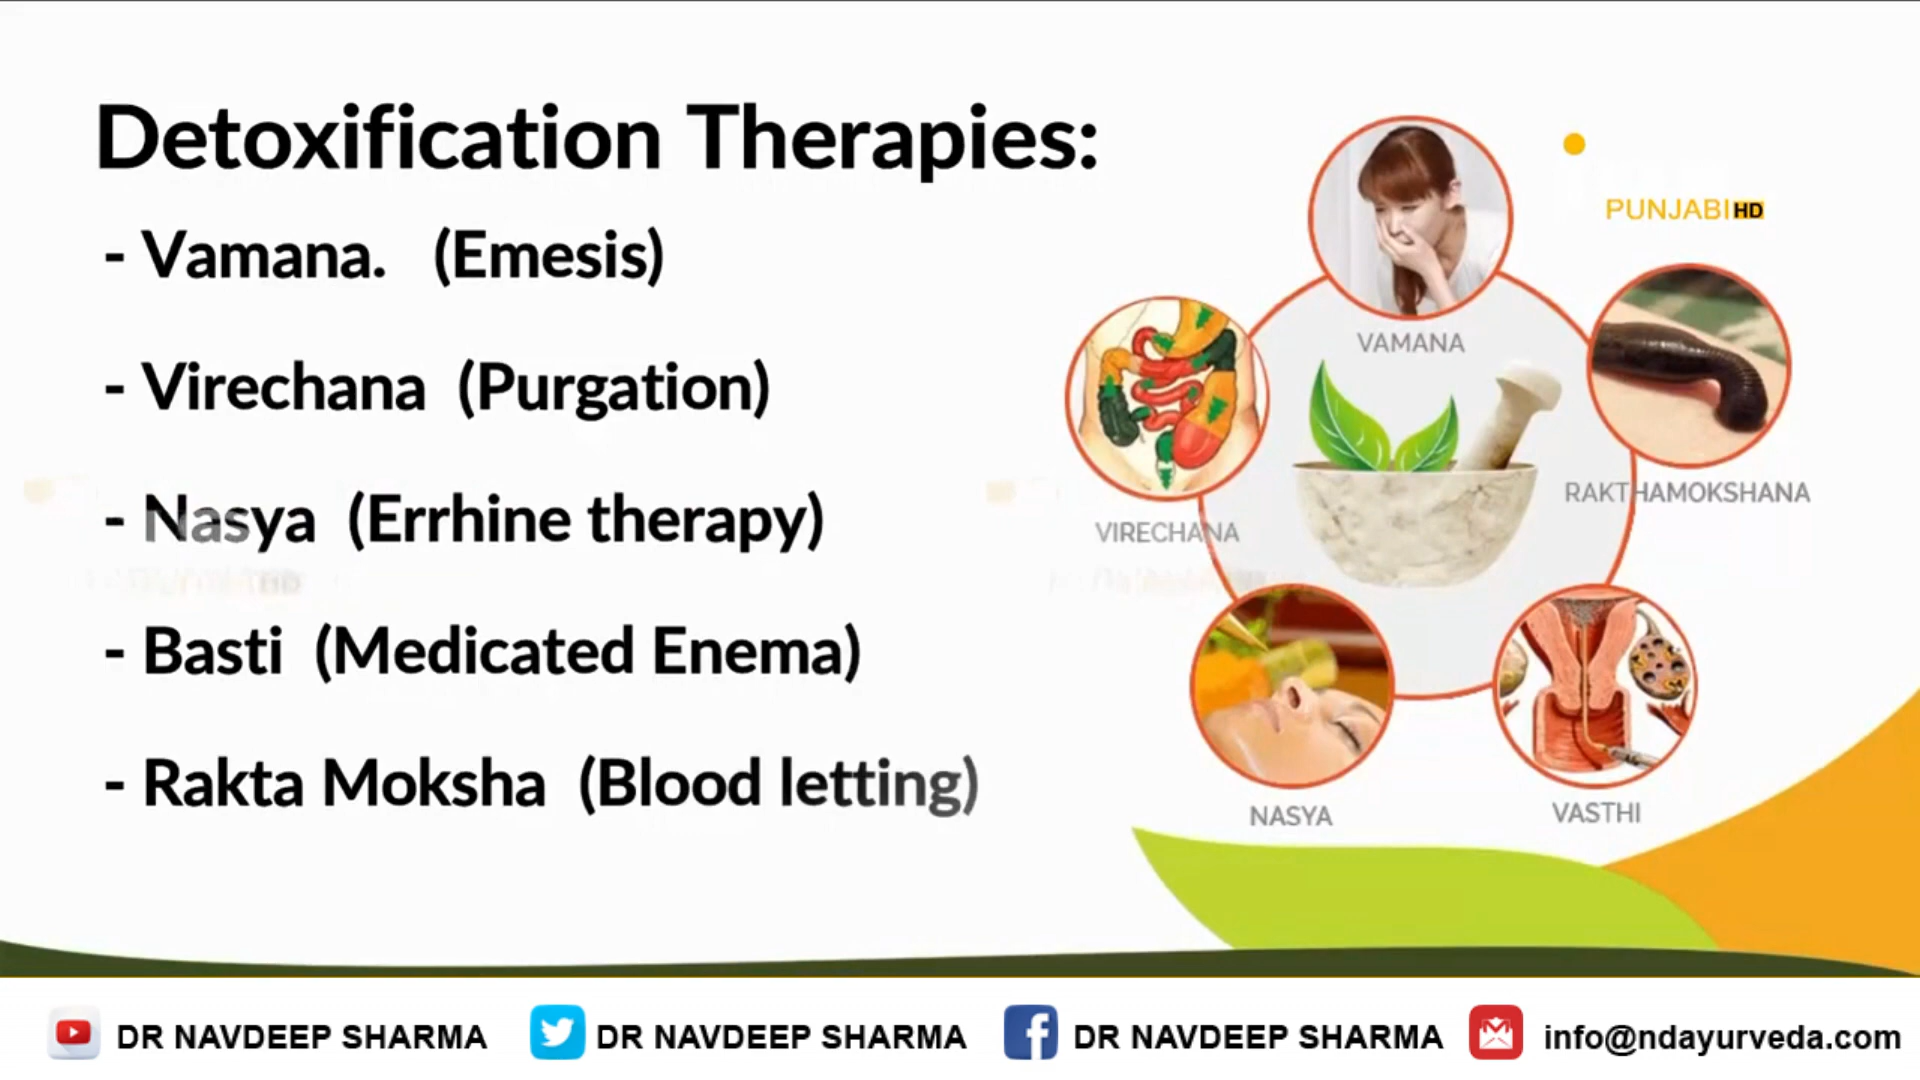 Detoxification Therapies:
- Vamana. (Emesis)
- Virechana (Purgation)
- Nasya (Errhine therapy)
- Basti (Medicated Enema)
- Rakta Moksha (Blood letting)
PUNJABI HD
VAMANA
RAKTHAMOKSHANA
VIRECHANA
NASYA
VASTHI
DR NAVDEEP SHARMA
DR NAVDEEP SHARMA
DR NAVDEEP SHARMA
info@ndayurveda.com